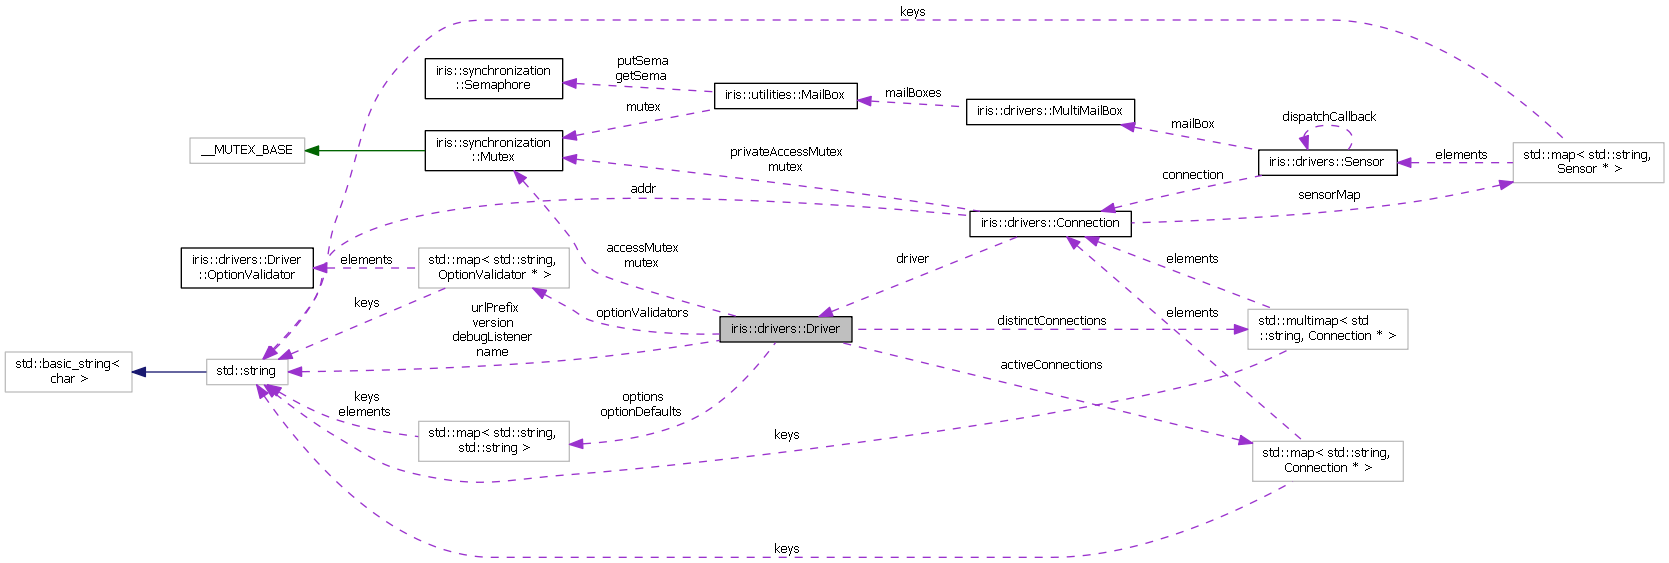 keys
iris::synchronization
::Semaphore
putSema
getSema
iris::utilities::MailBox
mailBoxes
iris::drivers::MultiMailBox
mailBox
dispatchCallback
iris::drivers::Sensor
elements
std::map< std::string,
Sensor * >
__MUTEX_BASE
iris::synchronization
::Mutex
mutex
privateAccessMutex
mutex
connection
sensorMap
addr
iris::drivers::Connection
iris::drivers::Driver
::OptionValidator
elements
std::map< std::string,
OptionValidator * >
accessMutex
mutex
driver
elements
keys
urlPrefix
version
debugListener
name
optionValidators
iris::drivers::Driver
distinctConnections
elements
std::multimap< std
::string, Connection * >
std::basic_string<
char >
std::string
activeConnections
keys
elements
options
optionDefaults
std::map< std::string,
std::string >
keys
std::map< std::string,
Connection * >
keys